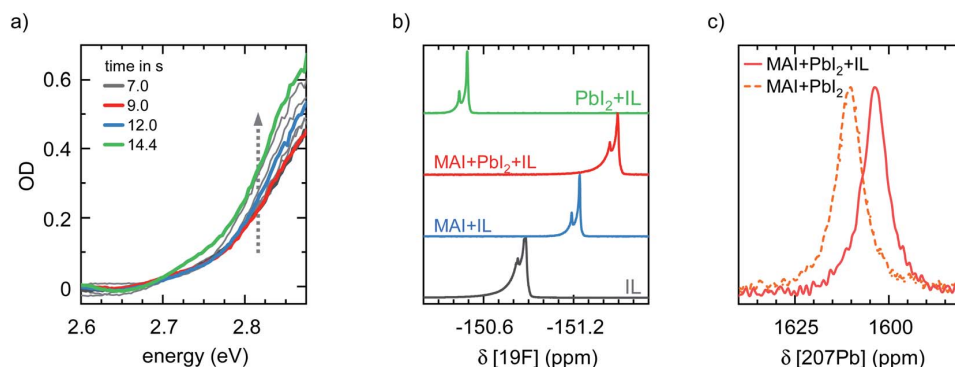 a)
OD
0.6
0.4
0.2
0
time in s
7.0
9.0
12.0
14.4
2.6
2.7
2.8
energy (eV)
b)
PbI₂+IL
MAI+PbI₂+IL
MAI+IL
IL
-150.6
-151.2
δ [19F] (ppm)
c)
MAI+PbI₂+IL
MAI+PbI₂
1625
1600
δ [207Pb] (ppm)